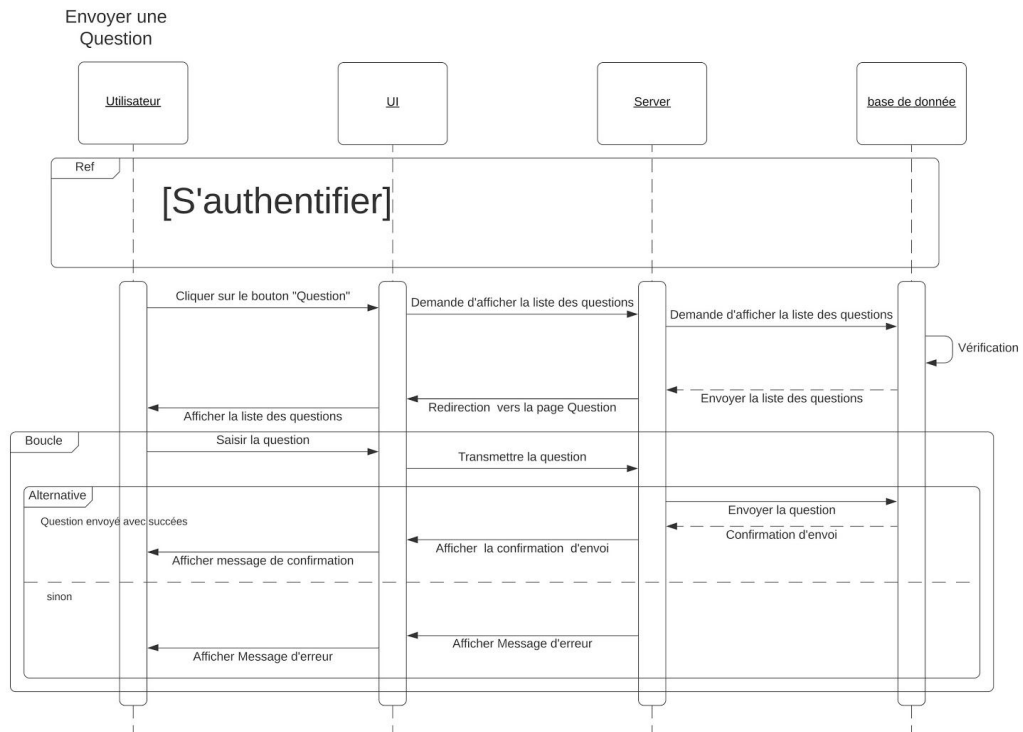 Envoyer une
Question
Utilisateur
UI
Server
base de donnée
Ref
[S'authentifier]
Cliquer sur le bouton "Question"
Demande d'afficher la liste des questions
Demande d'afficher la liste des questions
Vérification
Envoyer la liste des questions
Redirection vers la page Question
Afficher la liste des questions
Boucle
Saisir la question
Transmettre la question
Alternative
Envoyer la question
Question envoyé avec succées
Confirmation d'envoi
Afficher la confirmation d'envoi
Afficher message de confirmation
sinon
Afficher Message d'erreur
Afficher Message d'erreur